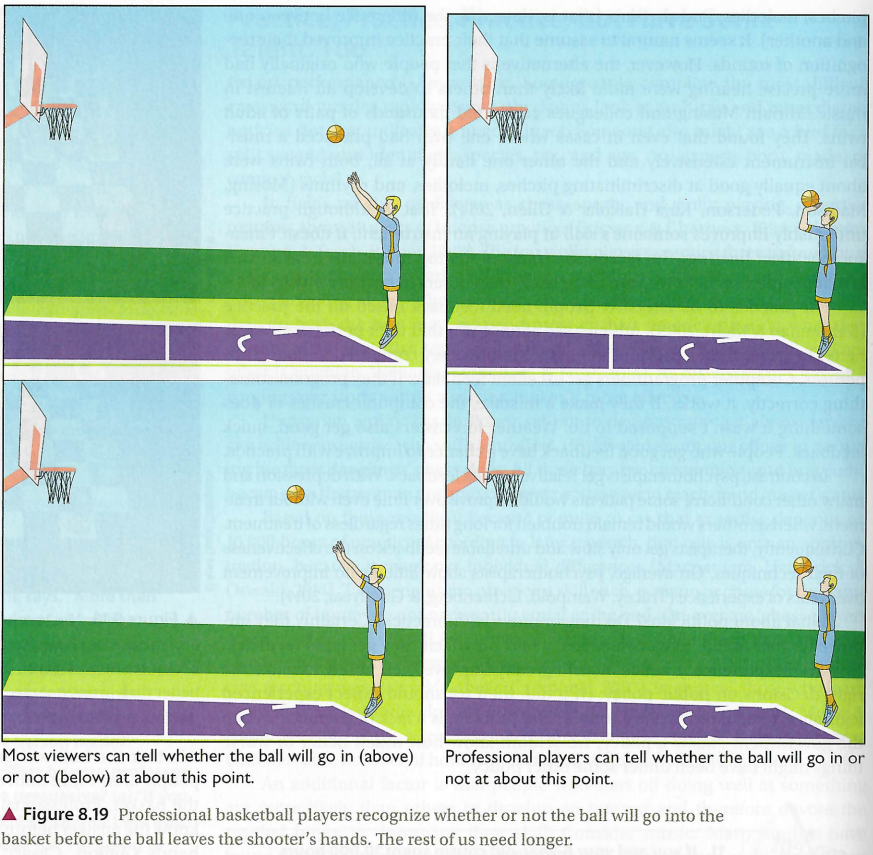 Most viewers can tell whether the ball will go in (above)
or not (below) at about this point.
Professional players can tell whether the ball will go in or
not at about this point.
▲ Figure 8.19 Professional basketball players recognize whether or not the ball will go into the
basket before the ball leaves the shooter's hands. The rest of us need longer.